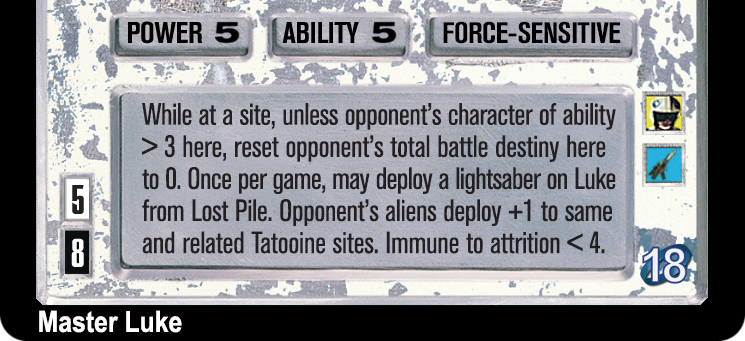 POWER 5 ABILITY 5 FORCE-SENSITIVE
While at a site, unless opponent's character of ability
> 3 here, reset opponent's total battle destiny here
to 0. Once per game, may deploy a lightsaber on Luke
from Lost Pile. Opponent's aliens deploy +1 to same
and related Tatooine sites. Immune to attrition < 4.
5
8
18
Master Luke